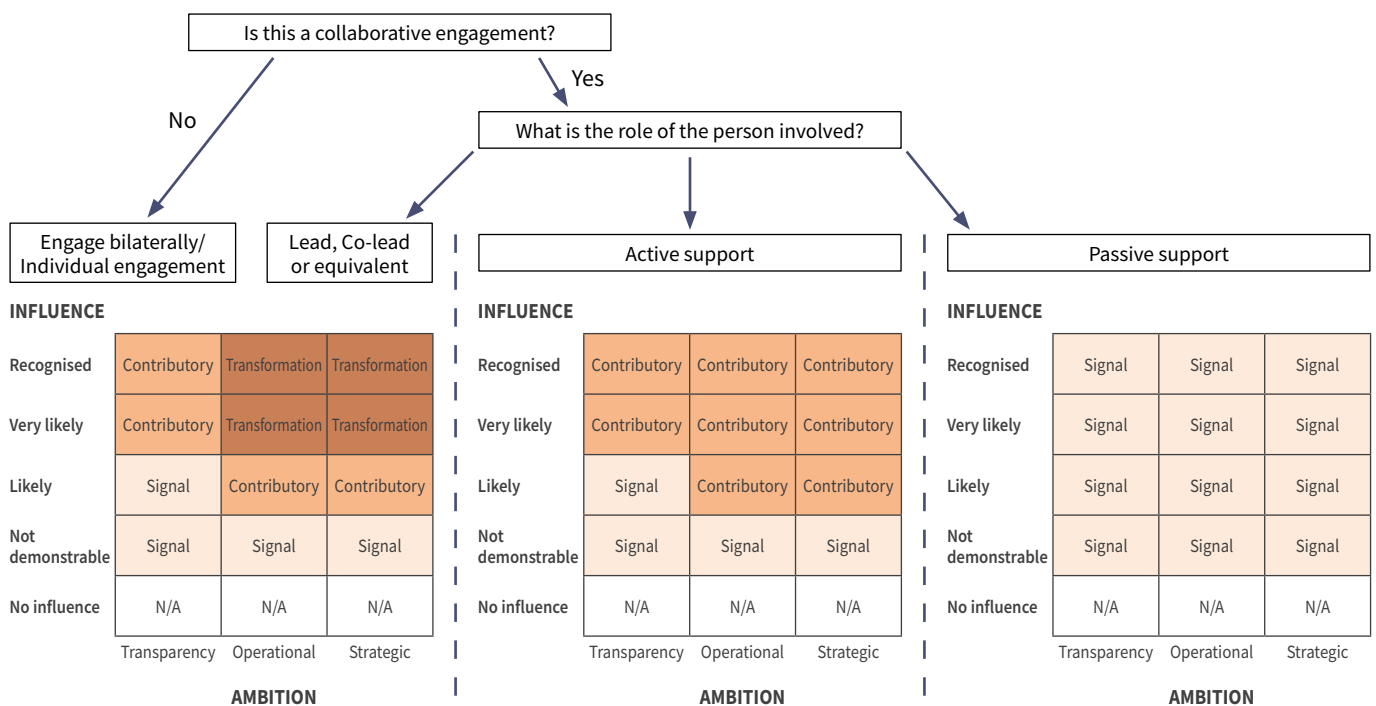 Is this a collaborative engagement?
No
Yes
What is the role of the person involved?
Engage bilaterally/
Individual engagement
Lead, Co-lead
or equivalent
Active support
Passive support
INFLUENCE
Recognised Contributory Transformation Transformation
Very likely Contributory Transformation Transformation
Likely Signal Contributory Contributory
Not
demonstrable Signal Signal Signal
No influence N/A N/A N/A
Transparency Operational Strategic
AMBITION
INFLUENCE
Recognised Contributory Contributory Contributory
Very likely Contributory Contributory Contributory
Likely Signal Contributory Contributory
Not
demonstrable Signal Signal Signal
No influence N/A N/A N/A
Transparency Operational Strategic
AMBITION
INFLUENCE
Recognised Signal Signal Signal
Very likely Signal Signal Signal
Likely Signal Signal Signal
Not
demonstrable Signal Signal Signal
No influence N/A N/A N/A
Transparency Operational Strategic
AMBITION